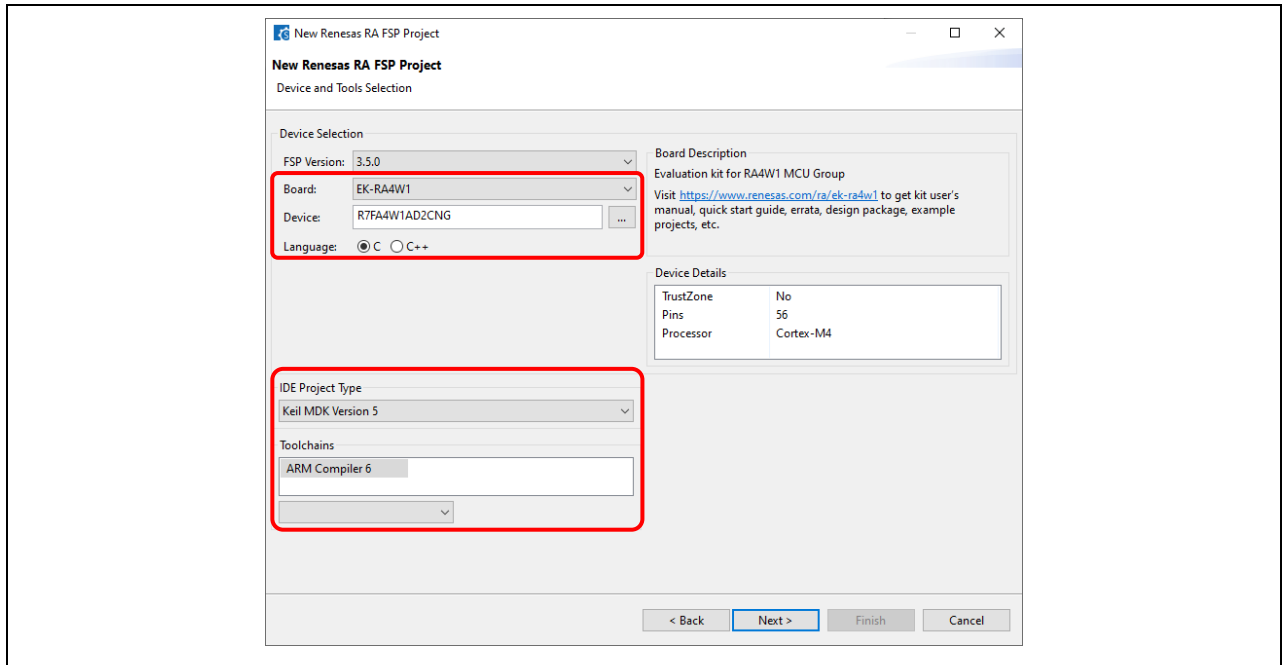 New Renesas RA FSP Project
New Renesas RA FSP Project
Device and Tools Selection
Device Selection
FSP Version: 3.5.0
Board: EK-RA4W1
Device: R7FA4W1AD2CNG ...
Language: C C++
Board Description
Evaluation kit for RA4W1 MCU Group
Visit https://www.renesas.com/ra/ek-ra4w1 to get kit user's
manual, quick start guide, errata, design package, example
projects, etc.
Device Details
TrustZone No
Pins 56
Processor Cortex-M4
IDE Project Type
Keil MDK Version 5
Toolchains
ARM Compiler 6
< Back Next > Finish Cancel